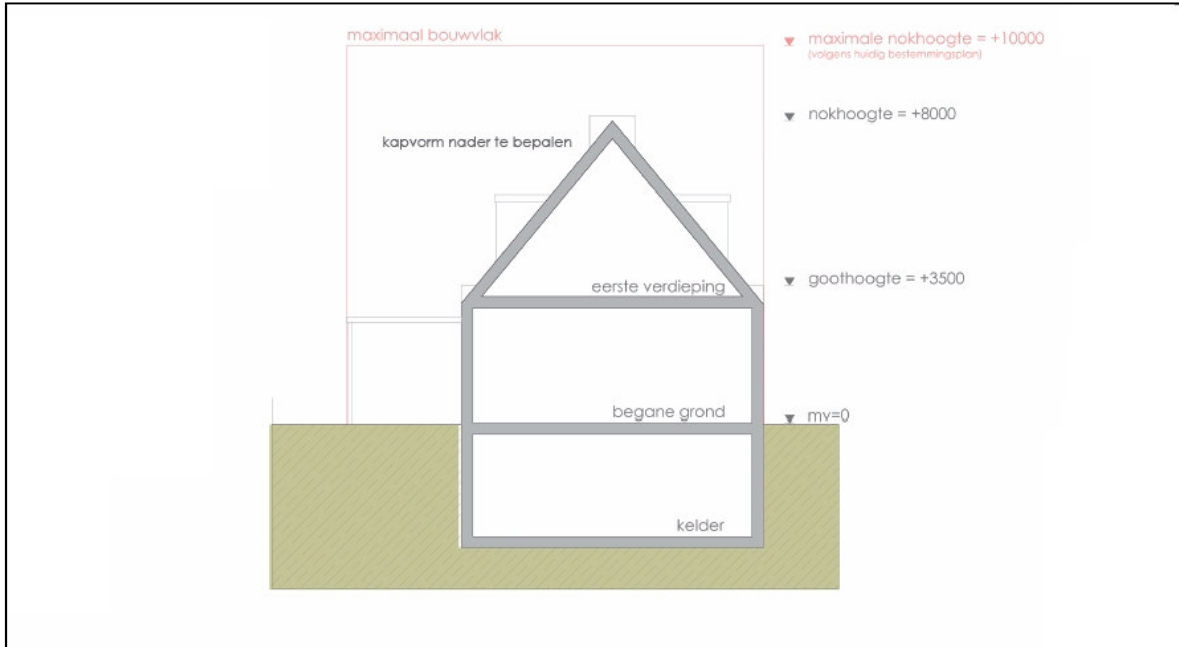 maximaal bouwvlak
maximale nokhoogte = +10000
(volgens huidig bestemmingsplan)
nokhoogte = +8000
kapvorm nader te bepalen
goothoogte = +3500
eerste verdieping
begane grond
mv=0
kelder